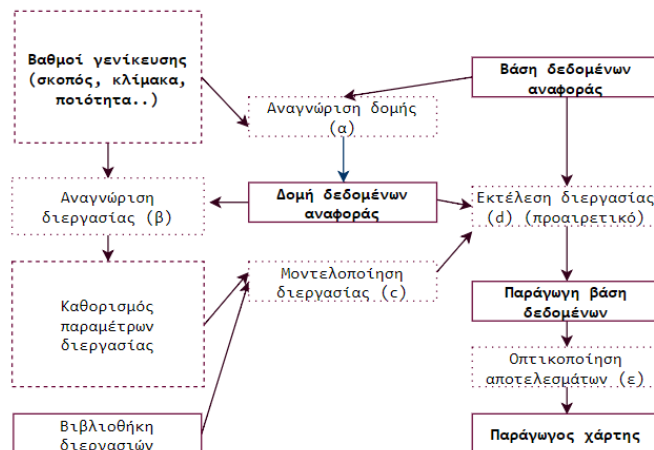 Βαθμοί γενίκευσης
(σκοπός, κλίμακα,
ποιότητα..)
Βάση δεδομένων
αναφοράς
Αναγνώριση δομής
(α)
Αναγνώριση
διεργασίας (β)
Δομή δεδομένων
αναφοράς
Εκτέλεση διεργασίας
(d) (προαιρετικό)
Καθορισμός
παραμέτρων
διεργασίας
Μοντελοποίηση
διεργασίας (c)
Παράγωγη βάση
δεδομένων
Οπτικοποίηση
αποτελεσμάτων (ε)
Βιβλιοθήκη
διεργασιών
Παράγωγος χάρτης